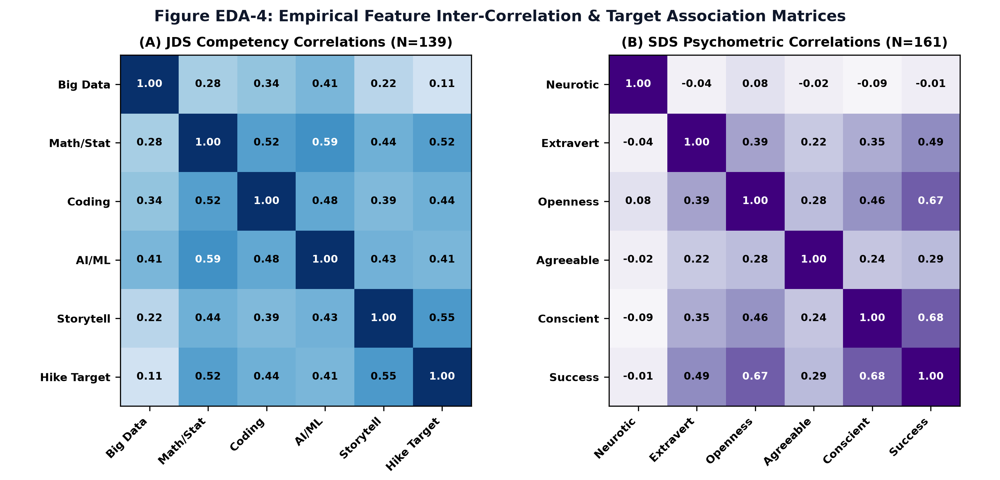 Figure EDA-4: Empirical Feature Inter-Correlation & Target Association Matrices
(A) JDS Competency Correlations (N=139)
Big Data 1.00 0.28 0.34 0.41 0.22 0.11
Math/Stat 0.28 1.00 0.52 0.59 0.44 0.52
Coding 0.34 0.52 1.00 0.48 0.39 0.44
AI/ML 0.41 0.59 0.48 1.00 0.43 0.41
Storytell 0.22 0.44 0.39 0.43 1.00 0.55
Hike Target 0.11 0.52 0.44 0.41 0.55 1.00
Big Data Math/Stat Coding AI/ML Storytell Hike Target
(B) SDS Psychometric Correlations (N=161)
Neurotic 1.00 -0.04 0.08 -0.02 -0.09 -0.01
Extravert -0.04 1.00 0.39 0.22 0.35 0.49
Openness 0.08 0.39 1.00 0.28 0.46 0.67
Agreeable -0.02 0.22 0.28 1.00 0.24 0.29
Conscient -0.09 0.35 0.46 0.24 1.00 0.68
Success -0.01 0.49 0.67 0.29 0.68 1.00
Neurotic Extravert Openness Agreeable Conscient Success